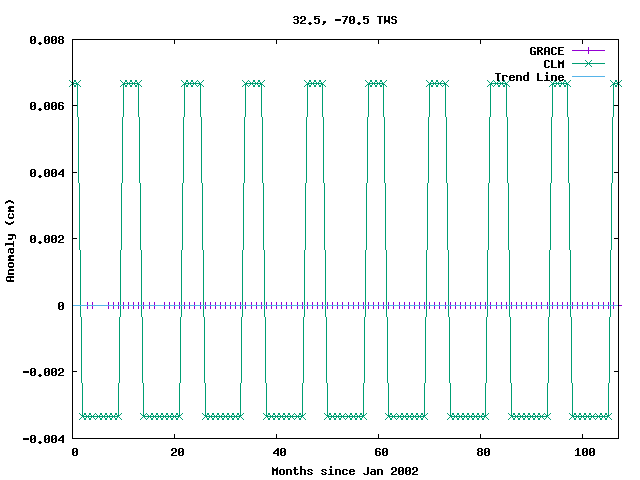 32.5, -70.5 TWS
0.008
0.006
0.004
0.002
0
-0.002
-0.004
Anomaly (cm)
GRACE
CLM
Trend Line
0 20 40 60 80 100
Months since Jan 2002